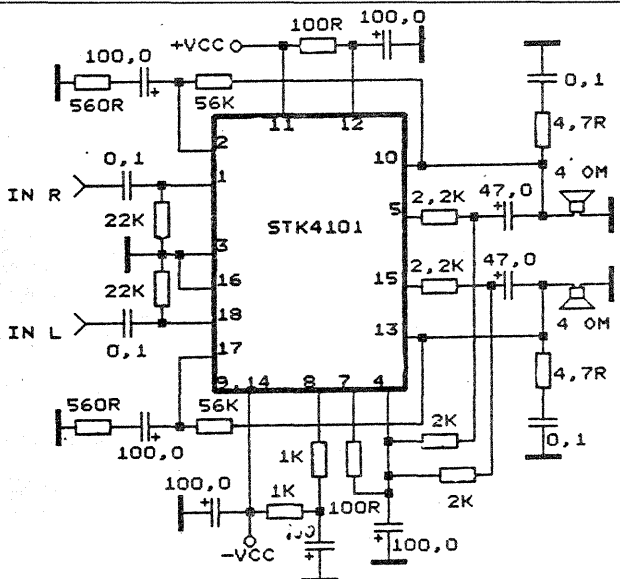 100R
100,0
+VCC
100,0
560R
56K
0,1
11
12
2
10
4,7R
0,1
1
4 OM
IN R
5
2,2K
47,0
22K
STK4101
3
16
15
2,2K
47,0
22K
18
13
IN L
4 OM
0,1
17
4,7R
9,14
8
7
4
560R
56K
0,1
100,0
2K
1K
100,0
1K
100R
2K
-VCC
100,0